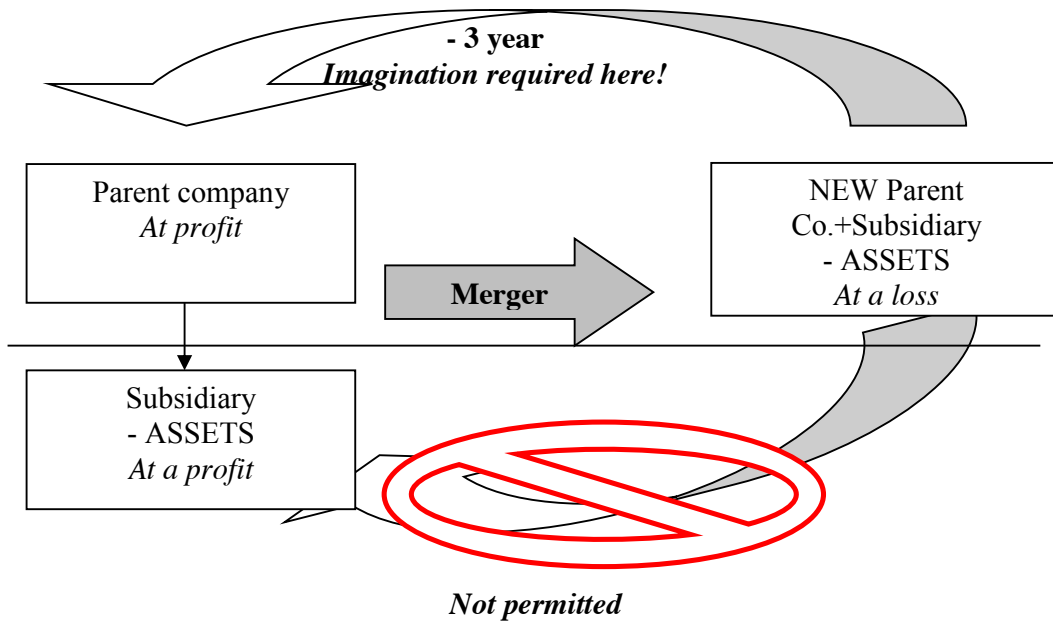 - 3 year
Imagination required here!
Parent company
At profit
NEW Parent
Co.+Subsidiary
- ASSETS
At a loss
Merger
Subsidiary
- ASSETS
At a profit
Not permitted